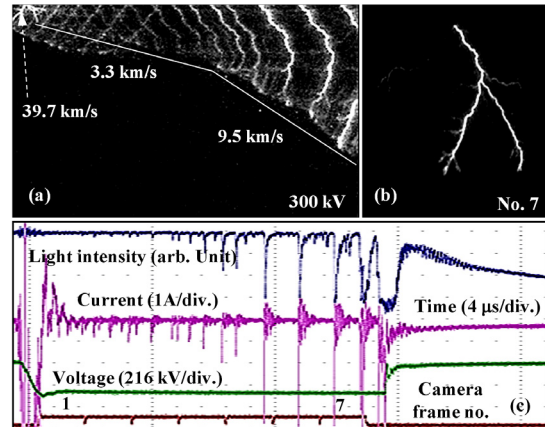 3.3 km/s
39.7 km/s
9.5 km/s
(a)
300 kV
(b)
No. 7
Light intensity (arb. Unit)
Current (1A/div.)
Time (4 μs/div.)
Voltage (216 kV/div.)
Camera
frame no.
1
7
(c)